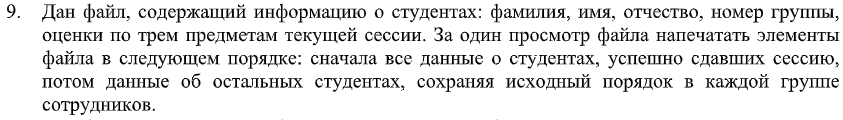 9. Дан файл, содержащий информацию о студентах: фамилия, имя, отчество, номер группы,
оценки по трем предметам текущей сессии. За один просмотр файла напечатать элементы
файла в следующем порядке: сначала все данные о студентах, успешно сдавших сессию,
потом данные об остальных студентах, сохраняя исходный порядок в каждой группе
сотрудников.